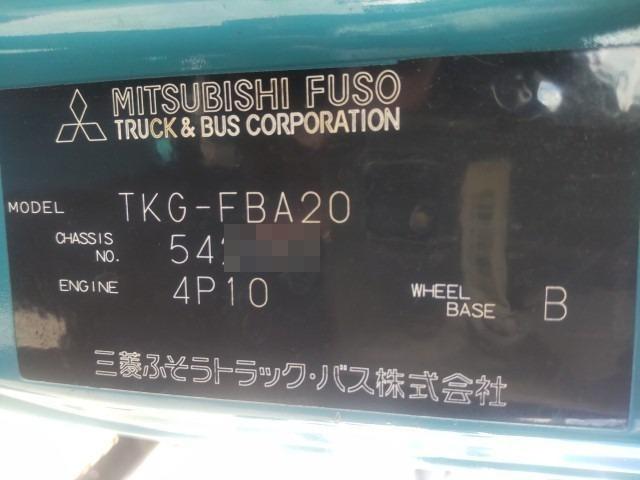 MITSUBISHI FUSO
TRUCK & BUS CORPORATION
MODEL TKG-FBA20
CHASSIS NO. 54
ENGINE 4P10 WHEEL BASE B
三菱ふそうトラック・バス株式会社